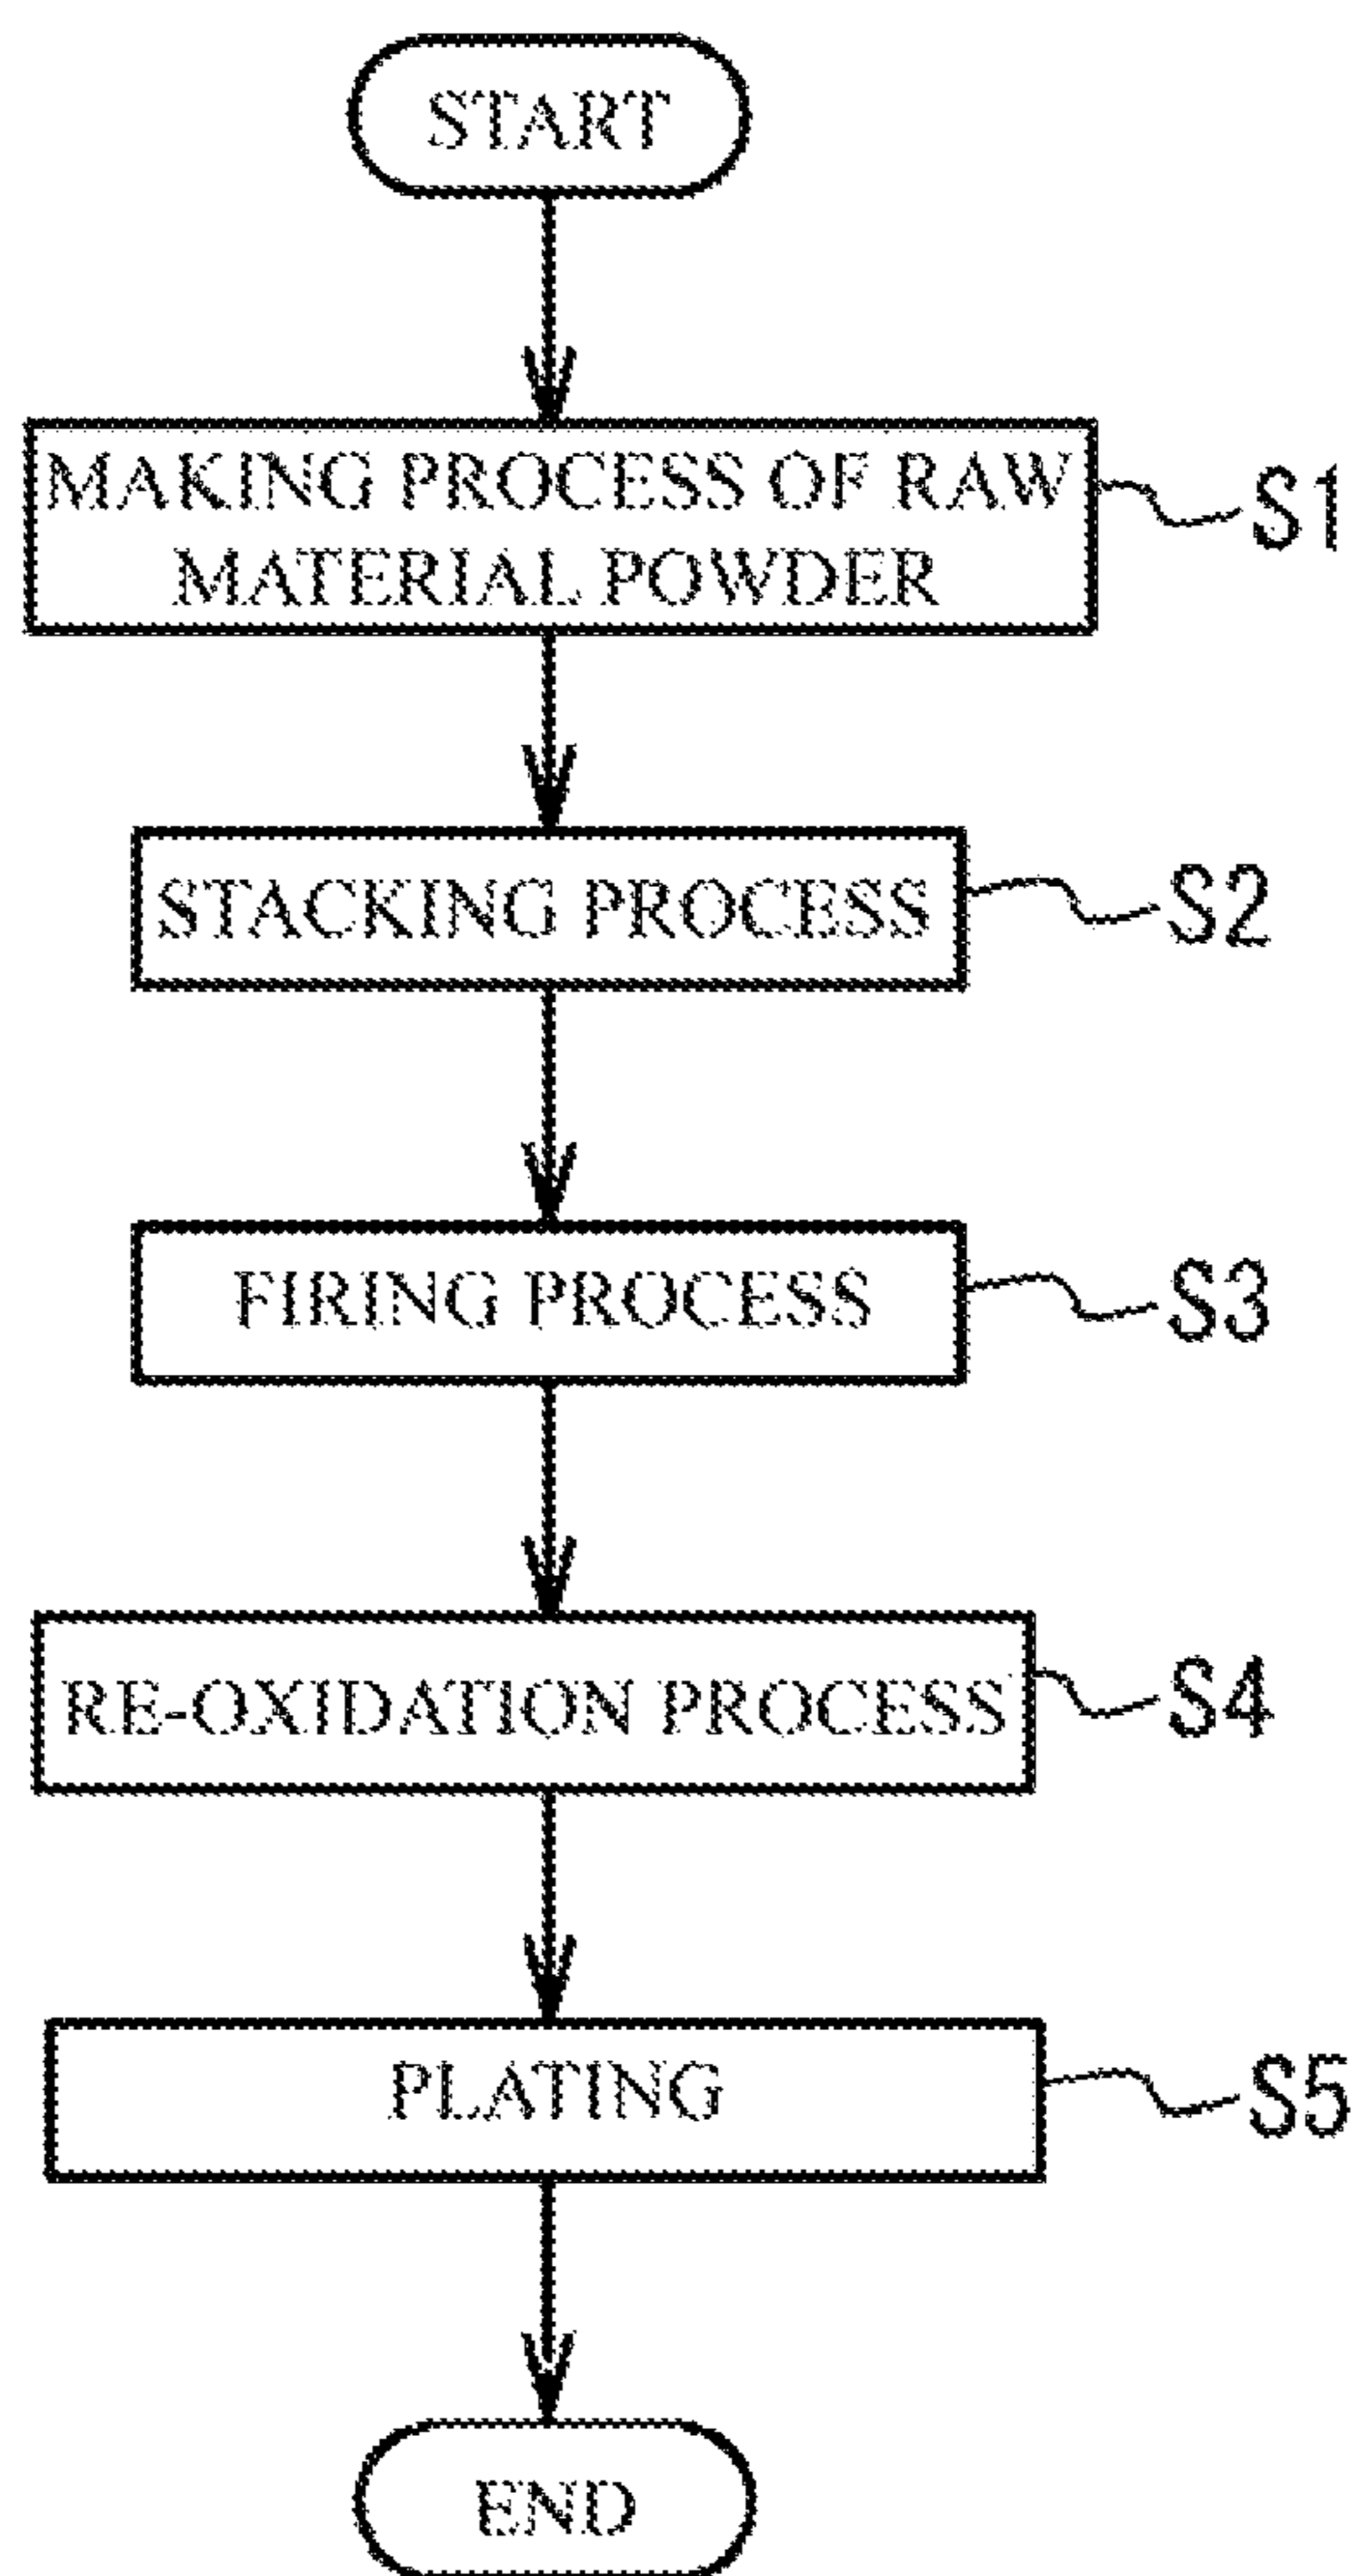 START
MAKING PROCESS OF RAW
MATERIAL POWDER
S1
STACKING PROCESS
S2
FIRING PROCESS
S3
RE-OXIDATION PROCESS
S4
PLATING
S5
END